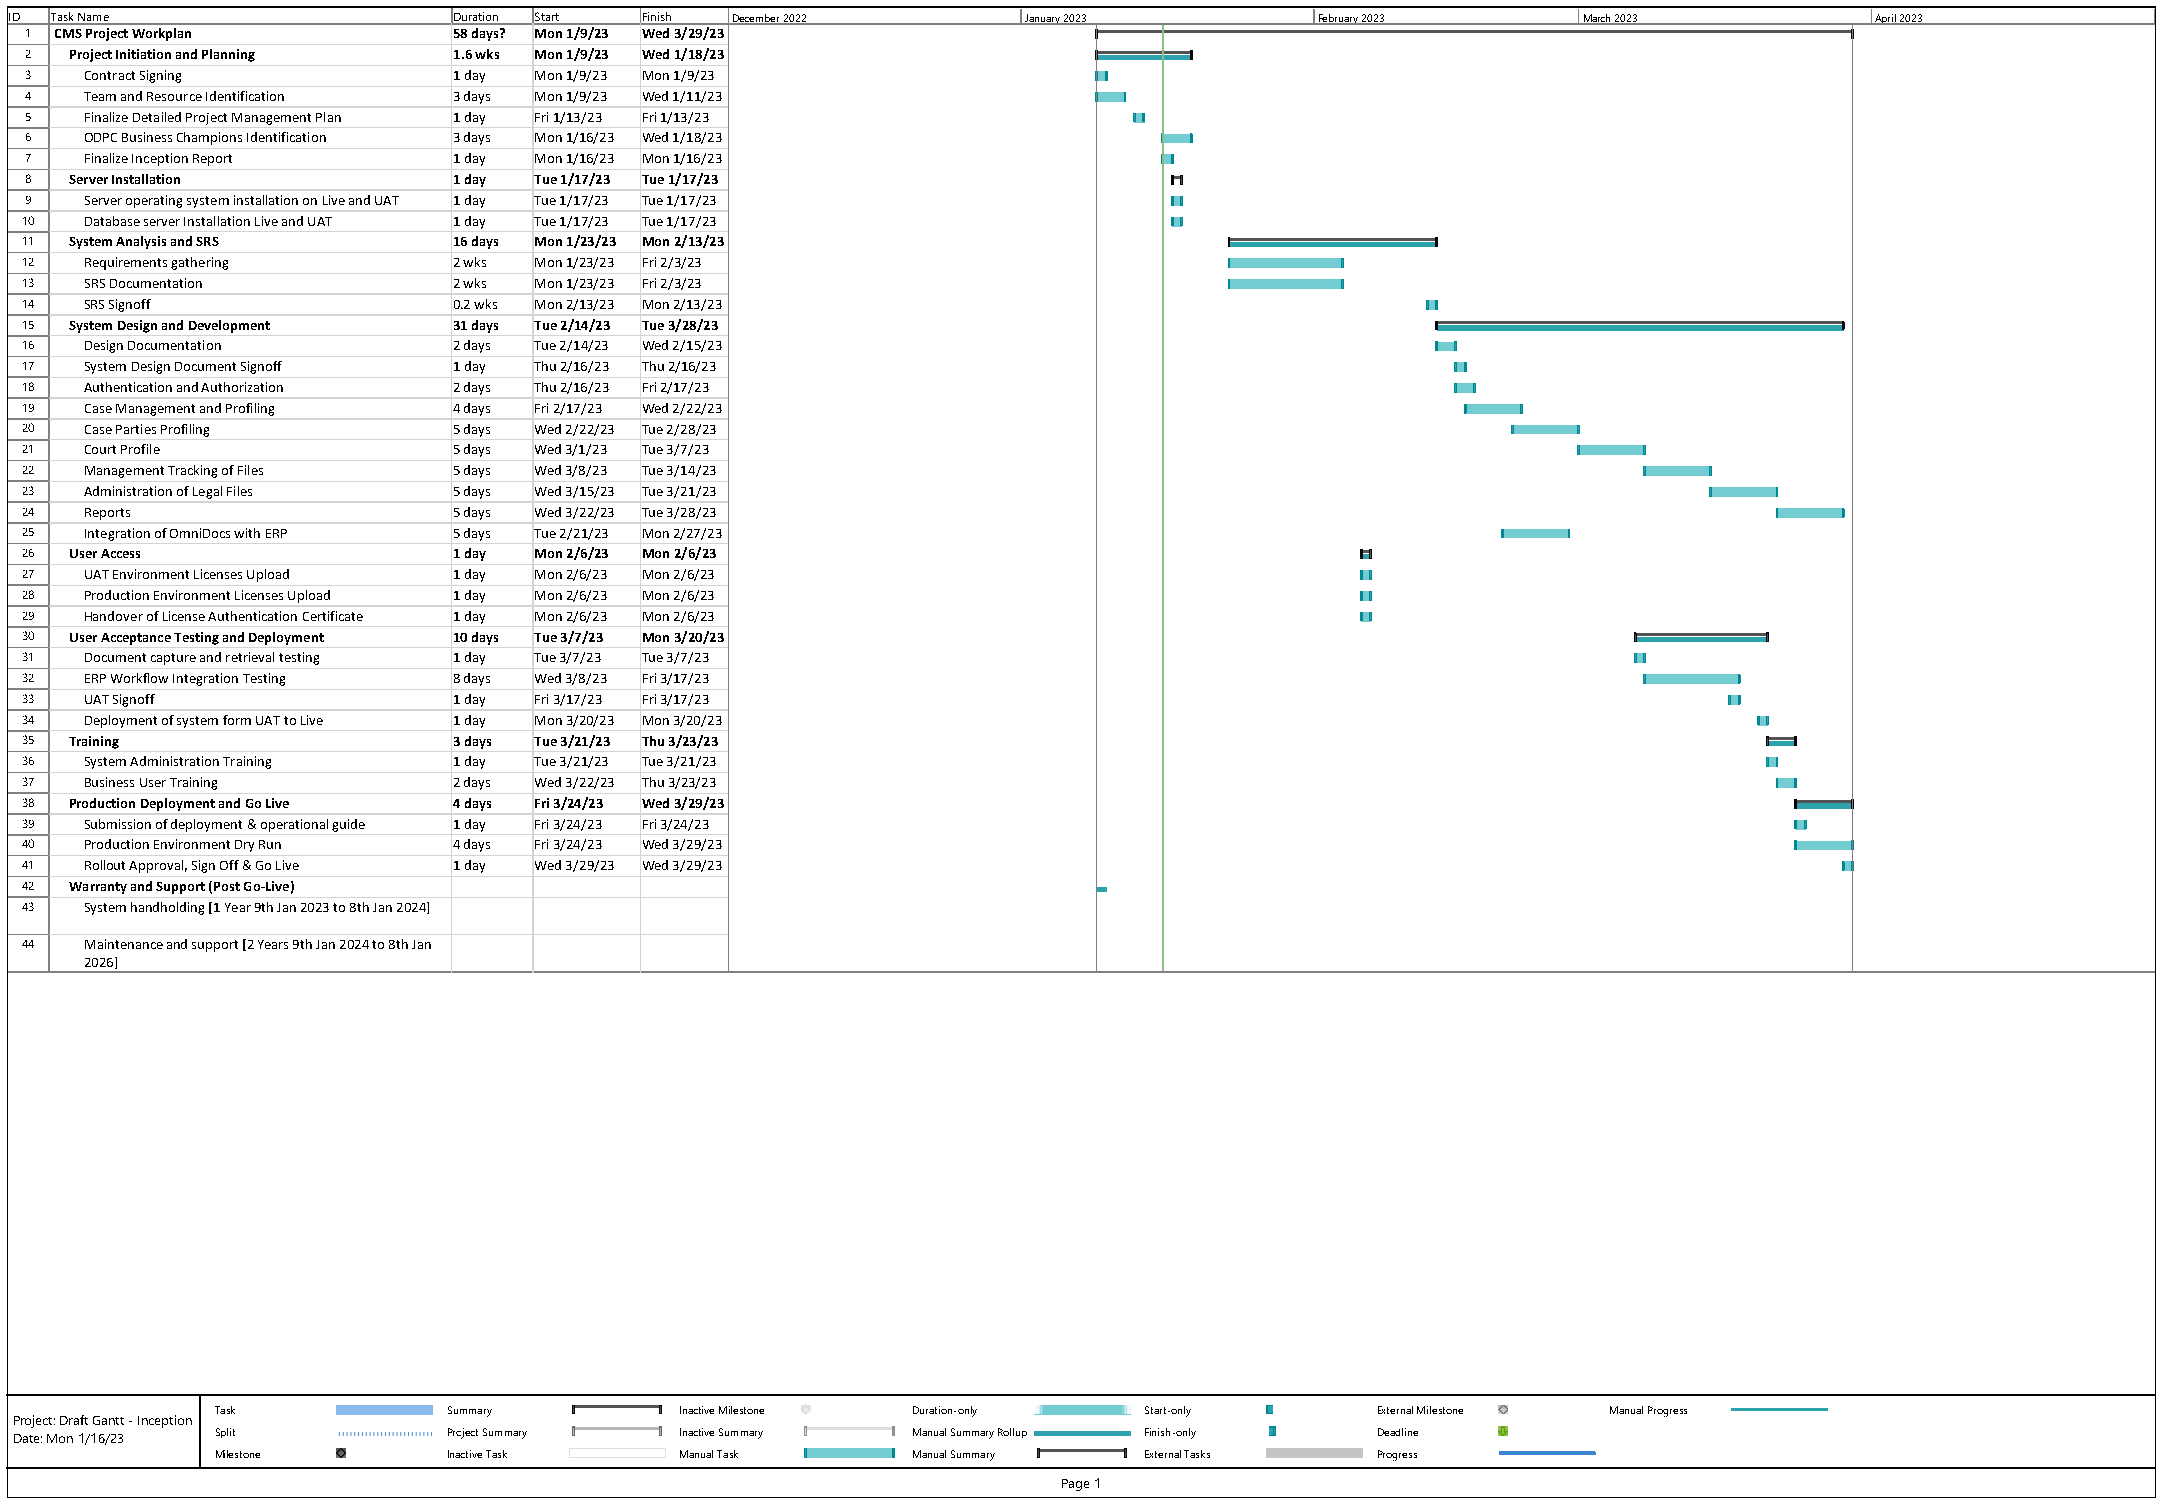 ID Task Name Duration Start Finish December 2022 January 2023 February 2023 March 2023 April 2023
1 CMS Project Workplan 58 days? Mon 1/9/23 Wed 3/29/23
2 Project Initiation and Planning 1.6 wks Mon 1/9/23 Wed 1/18/23
3 Contract Signing 1 day Mon 1/9/23 Mon 1/9/23
4 Team and Resource Identification 3 days Mon 1/9/23 Wed 1/11/23
5 Finalize Detailed Project Management Plan 1 day Fri 1/13/23 Fri 1/13/23
6 ODPC Business Champions Identification 3 days Mon 1/16/23 Wed 1/18/23
7 Finalize Inception Report 1 day Mon 1/16/23 Mon 1/16/23
8 Server Installation 1 day Tue 1/17/23 Tue 1/17/23
9 Server operating system installation on Live and UAT 1 day Tue 1/17/23 Tue 1/17/23
10 Database server Installation Live and UAT 1 day Tue 1/17/23 Tue 1/17/23
11 System Analysis and SRS 16 days Mon 1/23/23 Mon 2/13/23
12 Requirements gathering 2 wks Mon 1/23/23 Fri 2/3/23
13 SRS Documentation 2 wks Mon 1/23/23 Fri 2/3/23
14 SRS Signoff 0.2 wks Mon 2/13/23 Mon 2/13/23
15 System Design and Development 31 days Tue 2/14/23 Tue 3/28/23
16 Design Documentation 2 days Tue 2/14/23 Wed 2/15/23
17 System Design Document Signoff 1 day Thu 2/16/23 Thu 2/16/23
18 Authentication and Authorization 2 days Thu 2/16/23 Fri 2/17/23
19 Case Management and Profiling 4 days Fri 2/17/23 Wed 2/22/23
20 Case Parties Profiling 5 days Wed 2/22/23 Tue 2/28/23
21 Court Profile 5 days Wed 3/1/23 Tue 3/7/23
22 Management Tracking of Files 5 days Wed 3/8/23 Tue 3/14/23
23 Administration of Legal Files 5 days Wed 3/15/23 Tue 3/21/23
24 Reports 5 days Wed 3/22/23 Tue 3/28/23
25 Integration of OmniDocs with ERP 5 days Tue 2/21/23 Mon 2/27/23
26 User Access 1 day Mon 2/6/23 Mon 2/6/23
27 UAT Environment Licenses Upload 1 day Mon 2/6/23 Mon 2/6/23
28 Production Environment Licenses Upload 1 day Mon 2/6/23 Mon 2/6/23
29 Handover of License Authentication Certificate 1 day Mon 2/6/23 Mon 2/6/23
30 User Acceptance Testing and Deployment 10 days Tue 3/7/23 Mon 3/20/23
31 Document capture and retrieval testing 1 day Tue 3/7/23 Tue 3/7/23
32 ERP Workflow Integration Testing 8 days Wed 3/8/23 Fri 3/17/23
33 UAT Signoff 1 day Fri 3/17/23 Fri 3/17/23
34 Deployment of system form UAT to Live 1 day Mon 3/20/23 Mon 3/20/23
35 Training 3 days Tue 3/21/23 Thu 3/23/23
36 System Administration Training 1 day Tue 3/21/23 Tue 3/21/23
37 Business User Training 2 days Wed 3/22/23 Thu 3/23/23
38 Production Deployment and Go Live 4 days Fri 3/24/23 Wed 3/29/23
39 Submission of deployment & operational guide 1 day Fri 3/24/23 Fri 3/24/23
40 Production Environment Dry Run 4 days Fri 3/24/23 Wed 3/29/23
41 Rollout Approval, Sign Off & Go Live 1 day Wed 3/29/23 Wed 3/29/23
42 Warranty and Support (Post Go-Live)
43 System handholding [1 Year 9th Jan 2023 to 8th Jan 2024]
44 Maintenance and support [2 Years 9th Jan 2024 to 8th Jan
2026]
Project: Draft Gantt - Inception
Date: Mon 1/16/23
Task Summary Inactive Milestone Duration-only Start-only External Milestone Manual Progress
Split Project Summary Inactive Summary Manual Summary Rollup Finish-only Deadline
Milestone Inactive Task Manual Task Manual Summary External Tasks Progress
Page 1